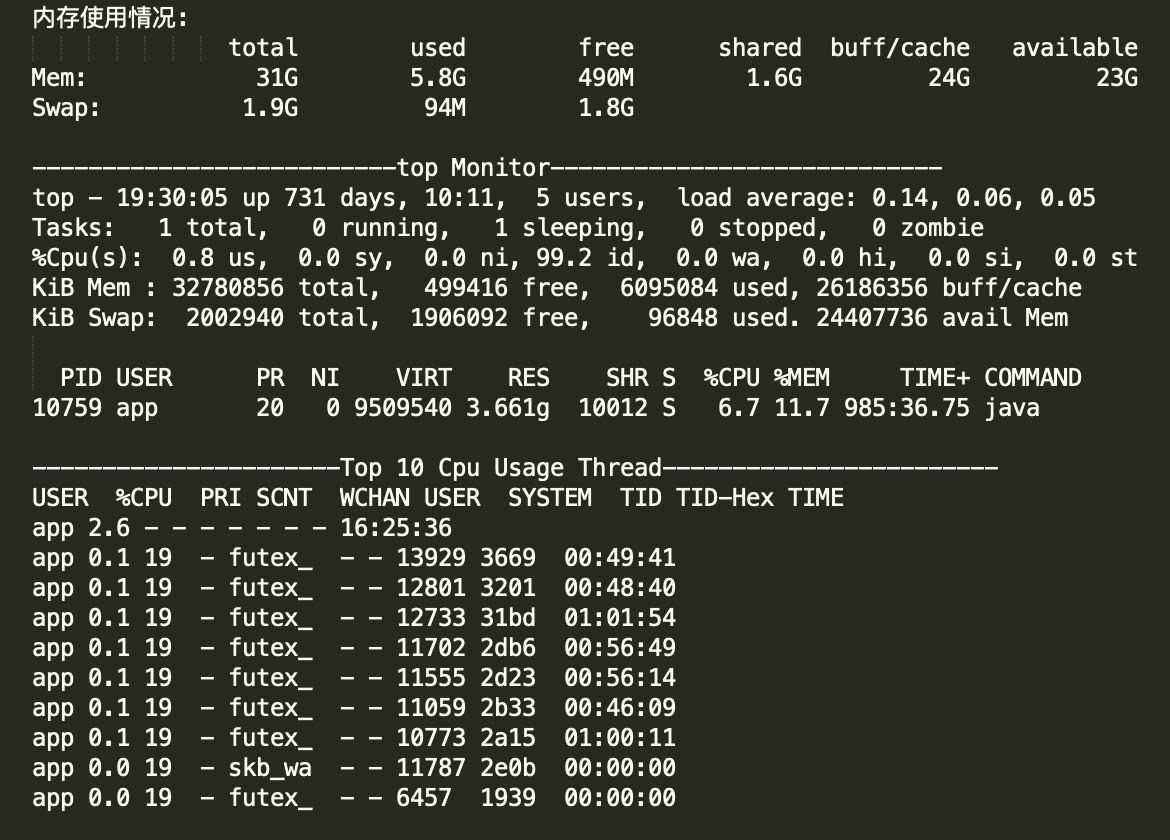 内存使用情况:
              total        used        free      shared  buff/cache   available
Mem:            31G        5.8G        490M        1.6G         24G         23G
Swap:          1.9G         94M        1.8G
--------------------------top Monitor----------------------------
top - 19:30:05 up 731 days, 10:11,  5 users,  load average: 0.14, 0.06, 0.05
Tasks:   1 total,   0 running,   1 sleeping,   0 stopped,   0 zombie
%Cpu(s):  0.8 us,  0.0 sy,  0.0 ni, 99.2 id,  0.0 wa,  0.0 hi,  0.0 si,  0.0 st
KiB Mem : 32780856 total,   499416 free,  6095084 used, 26186356 buff/cache
KiB Swap:  2002940 total,  1906092 free,    96848 used. 24407736 avail Mem
  PID USER      PR  NI    VIRT    RES    SHR S  %CPU %MEM     TIME+ COMMAND
10759 app       20   0 9509540 3.661g  10012 S   6.7 11.7 985:36.75 java
----------------------Top 10 Cpu Usage Thread------------------------
USER  %CPU  PRI SCNT  WCHAN USER  SYSTEM  TID TID-Hex TIME
app 2.6 - - - - - - - 16:25:36
app 0.1 19  - futex_  - - 13929 3669  00:49:41
app 0.1 19  - futex_  - - 12801 3201  00:48:40
app 0.1 19  - futex_  - - 12733 31bd  01:01:54
app 0.1 19  - futex_  - - 11702 2db6  00:56:49
app 0.1 19  - futex_  - - 11555 2d23  00:56:14
app 0.1 19  - futex_  - - 11059 2b33  00:46:09
app 0.1 19  - futex_  - - 10773 2a15  01:00:11
app 0.0 19  - skb_wa  - - 11787 2e0b  00:00:00
app 0.0 19  - futex_  - - 6457  1939  00:00:00